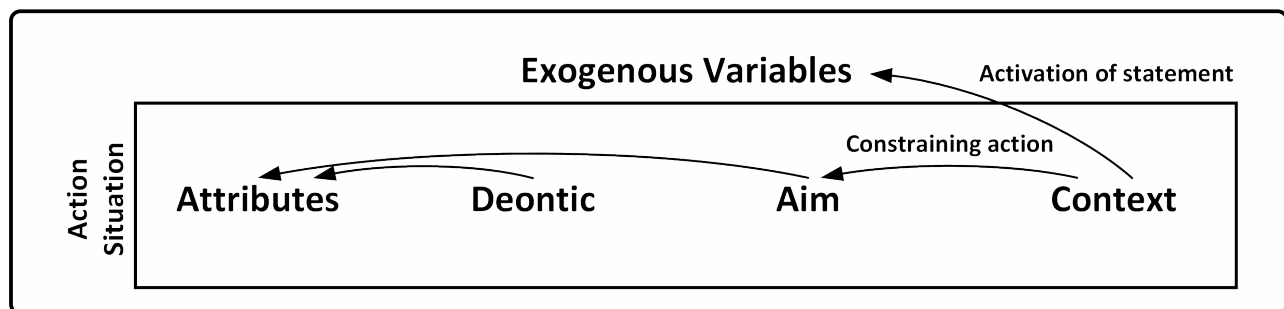 Exogenous Variables
Activation of statement
Constraining action
Action
Situation
Attributes
Deontic
Aim
Context